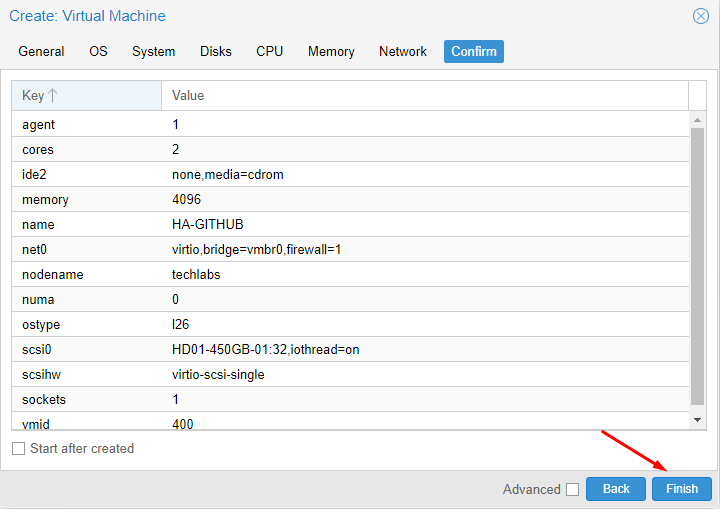 Create: Virtual Machine
General OS System Disks CPU Memory Network Confirm
Key Value
agent 1
cores 2
ide2 none,media=cdrom
memory 4096
name HA-GITHUB
net0 virtio,bridge=vmbr0,firewall=1
nodename techlabs
numa 0
ostype l26
scsi0 HD01-450GB-01:32,iothread=on
scsihw virtio-scsi-single
sockets 1
vmid 400
Start after created
Advanced Back Finish